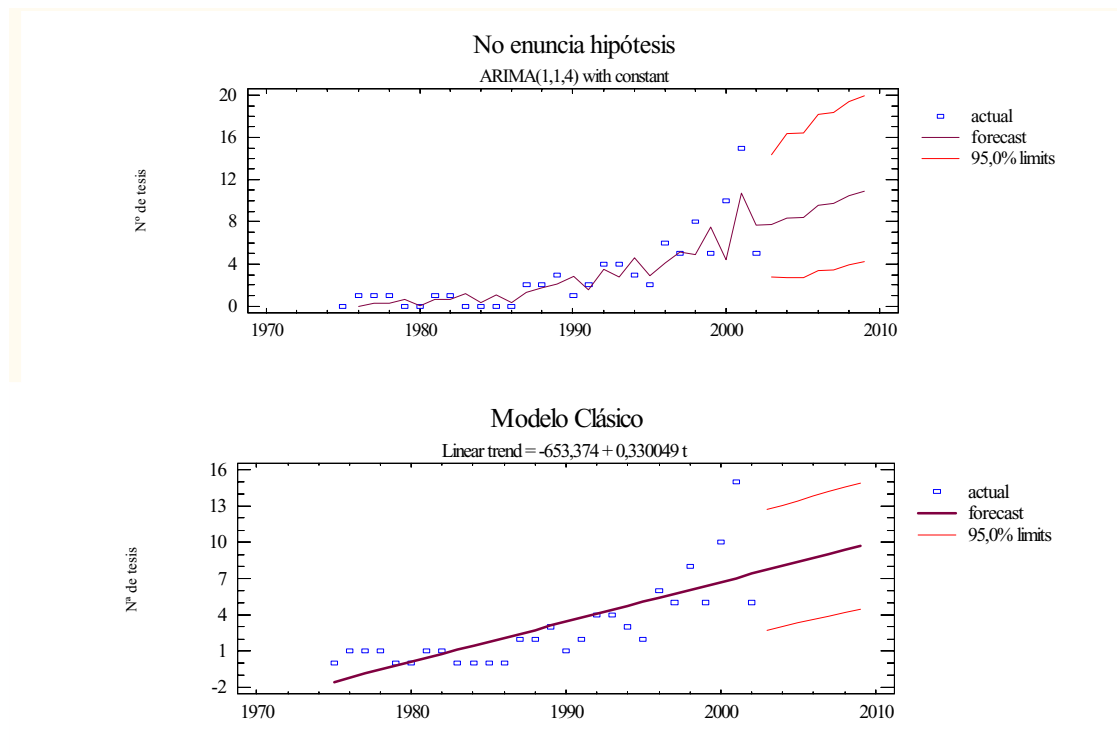 No enuncia hipótesis
ARIMA(1,1,4) with constant
Nº de tesis
20
16
12
8
4
0
1970
1980
1990
2000
2010
actual
forecast
95,0% limits
Modelo Clásico
Linear trend = -653,374 + 0,330049 t
Nª de tesis
16
13
10
7
4
1
-2
1970
1980
1990
2000
2010
actual
forecast
95,0% limits